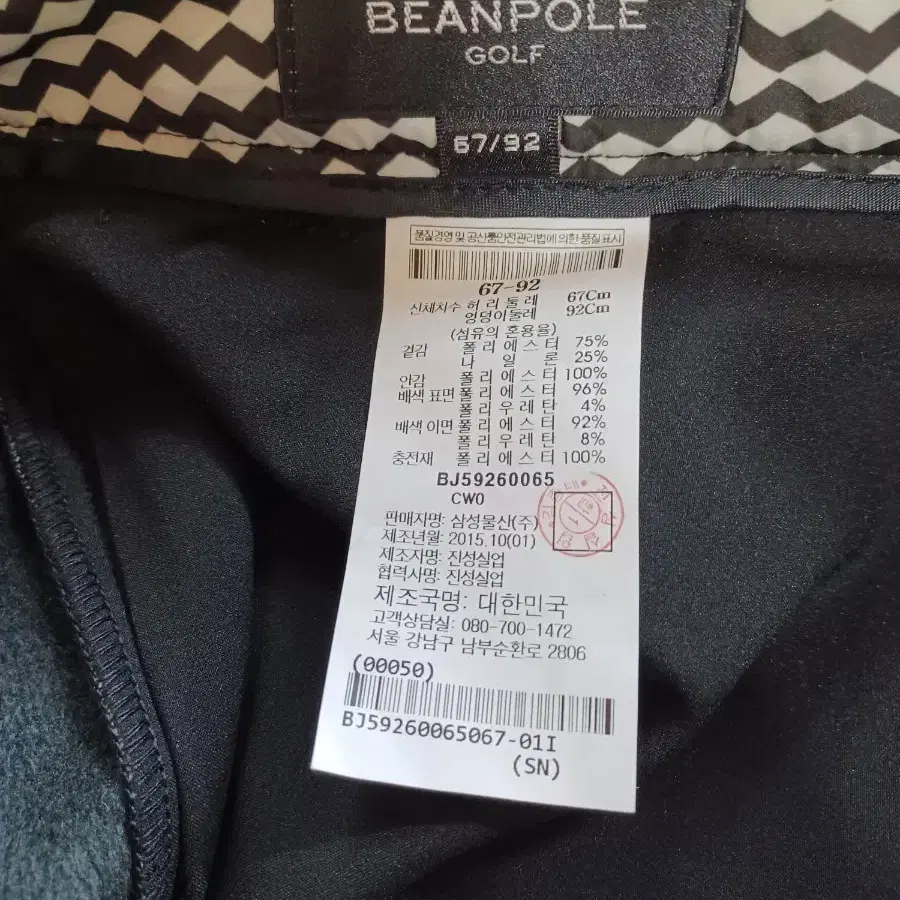 BEANPOLE
GOLF
67/92
품질경영 및 공산품안전관리법에 의한 품질표시
67-92
신체치수 허 리 둘 레 67Cm
엉덩이둘레 92Cm
(섬유의 혼용율)
겉감 폴 리 에 스 터 75%
나 일 론 25%
안감 폴 리 에 스 터 100%
배색 표면 폴 리 에 스 터 96%
폴 리 우 레 탄 4%
배색 이면 폴 리 에 스 터 92%
폴 리 우 레 탄 8%
충전재 폴 리 에 스 터 100%
BJ59260065
CWO
판매자명: 삼성물산(주)
제조년월: 2015.10(01)
제조자명: 진성실업
협력사명: 진성실업
제조국명: 대한민국
고객상담실: 080-700-1472
서울 강남구 남부순환로 2806
(00050)
BJ59260065067-01I
(SN)